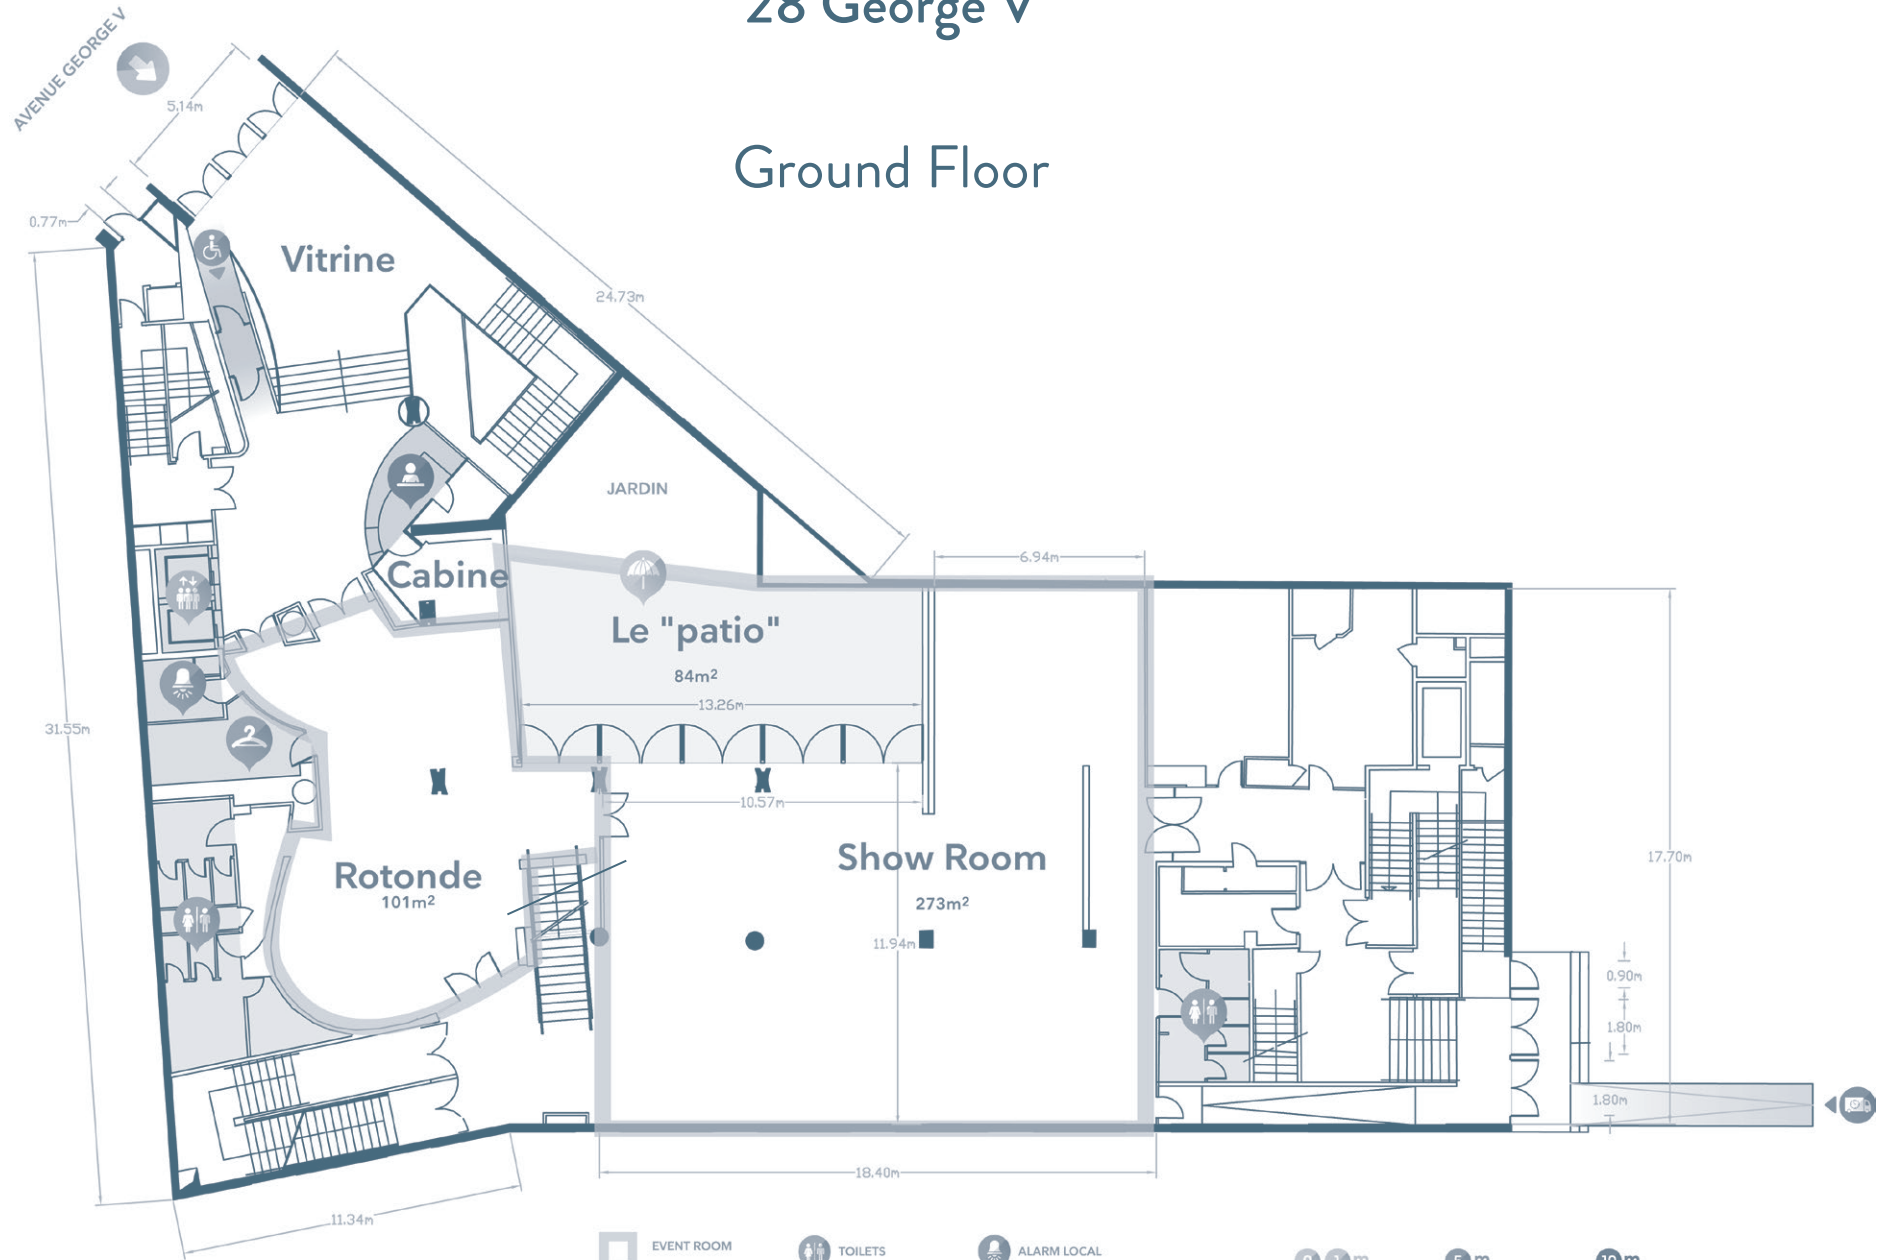 28 George V
Ground Floor
AVENUE GEORGE V
5.14m
0.77m
Vitrine
24.73m
JARDIN
Cabine
6.94m
Le "patio"
84m²
13.26m
31.55m
10.57m
Show Room
273m²
17.70m
Rotonde
101m²
11.94m
0.90m
1.80m
1.80m
18.40m
11.34m
EVENT ROOM
TOILETS
ALARM LOCAL
5 m
10 m